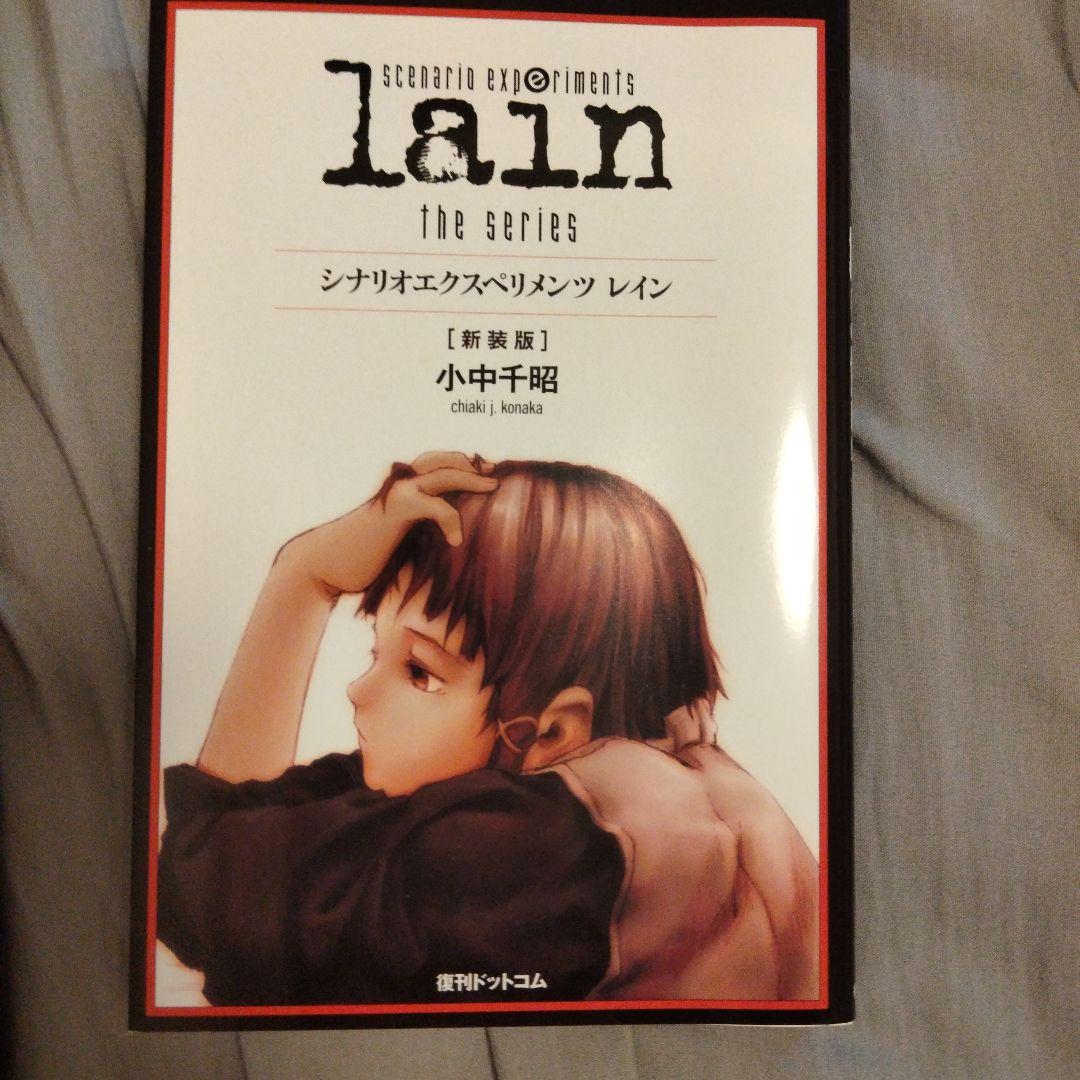 scenario experiments
lain
the series
シナリオエクスペリメンツ レイン
[新装版]
小中千昭
chiaki j. konaka
復刊ドットコム